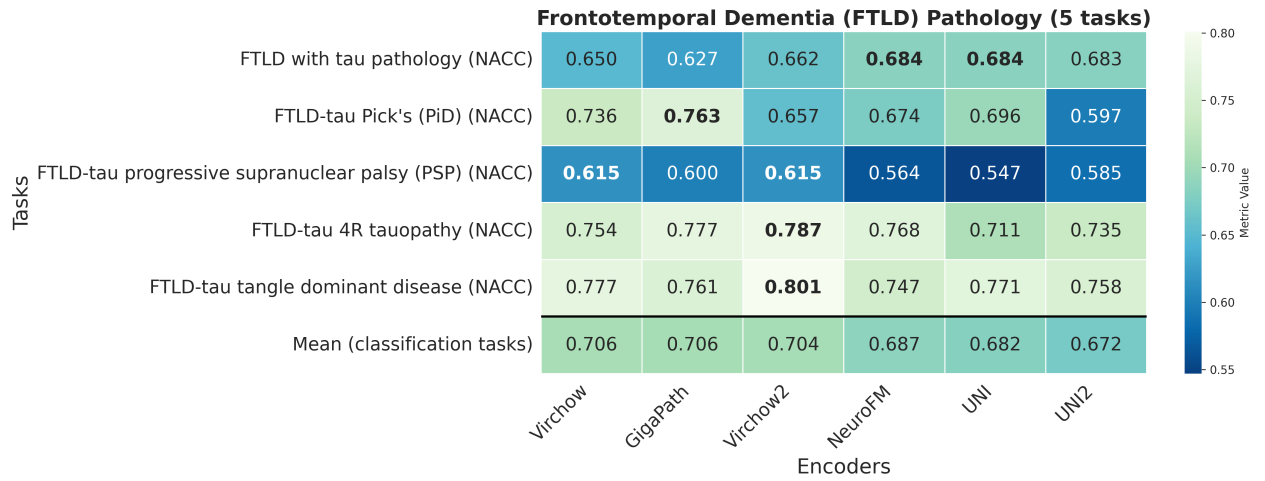 Frontotemporal Dementia (FTLD) Pathology (5 tasks)
FTLD with tau pathology (NACC) 0.650 0.627 0.662 0.684 0.684 0.683
FTLD-tau Pick's (PiD) (NACC) 0.736 0.763 0.657 0.674 0.696 0.597
FTLD-tau progressive supranuclear palsy (PSP) (NACC) 0.615 0.600 0.615 0.564 0.547 0.585
FTLD-tau 4R tauopathy (NACC) 0.754 0.777 0.787 0.768 0.711 0.735
FTLD-tau tangle dominant disease (NACC) 0.777 0.761 0.801 0.747 0.771 0.758
Mean (classification tasks) 0.706 0.706 0.704 0.687 0.682 0.672
Tasks
Virchow GigaPath Virchow2 NeuroFM UNI UNI2
Encoders
0.80
0.75
0.70
0.65
0.60
0.55
Metric Value